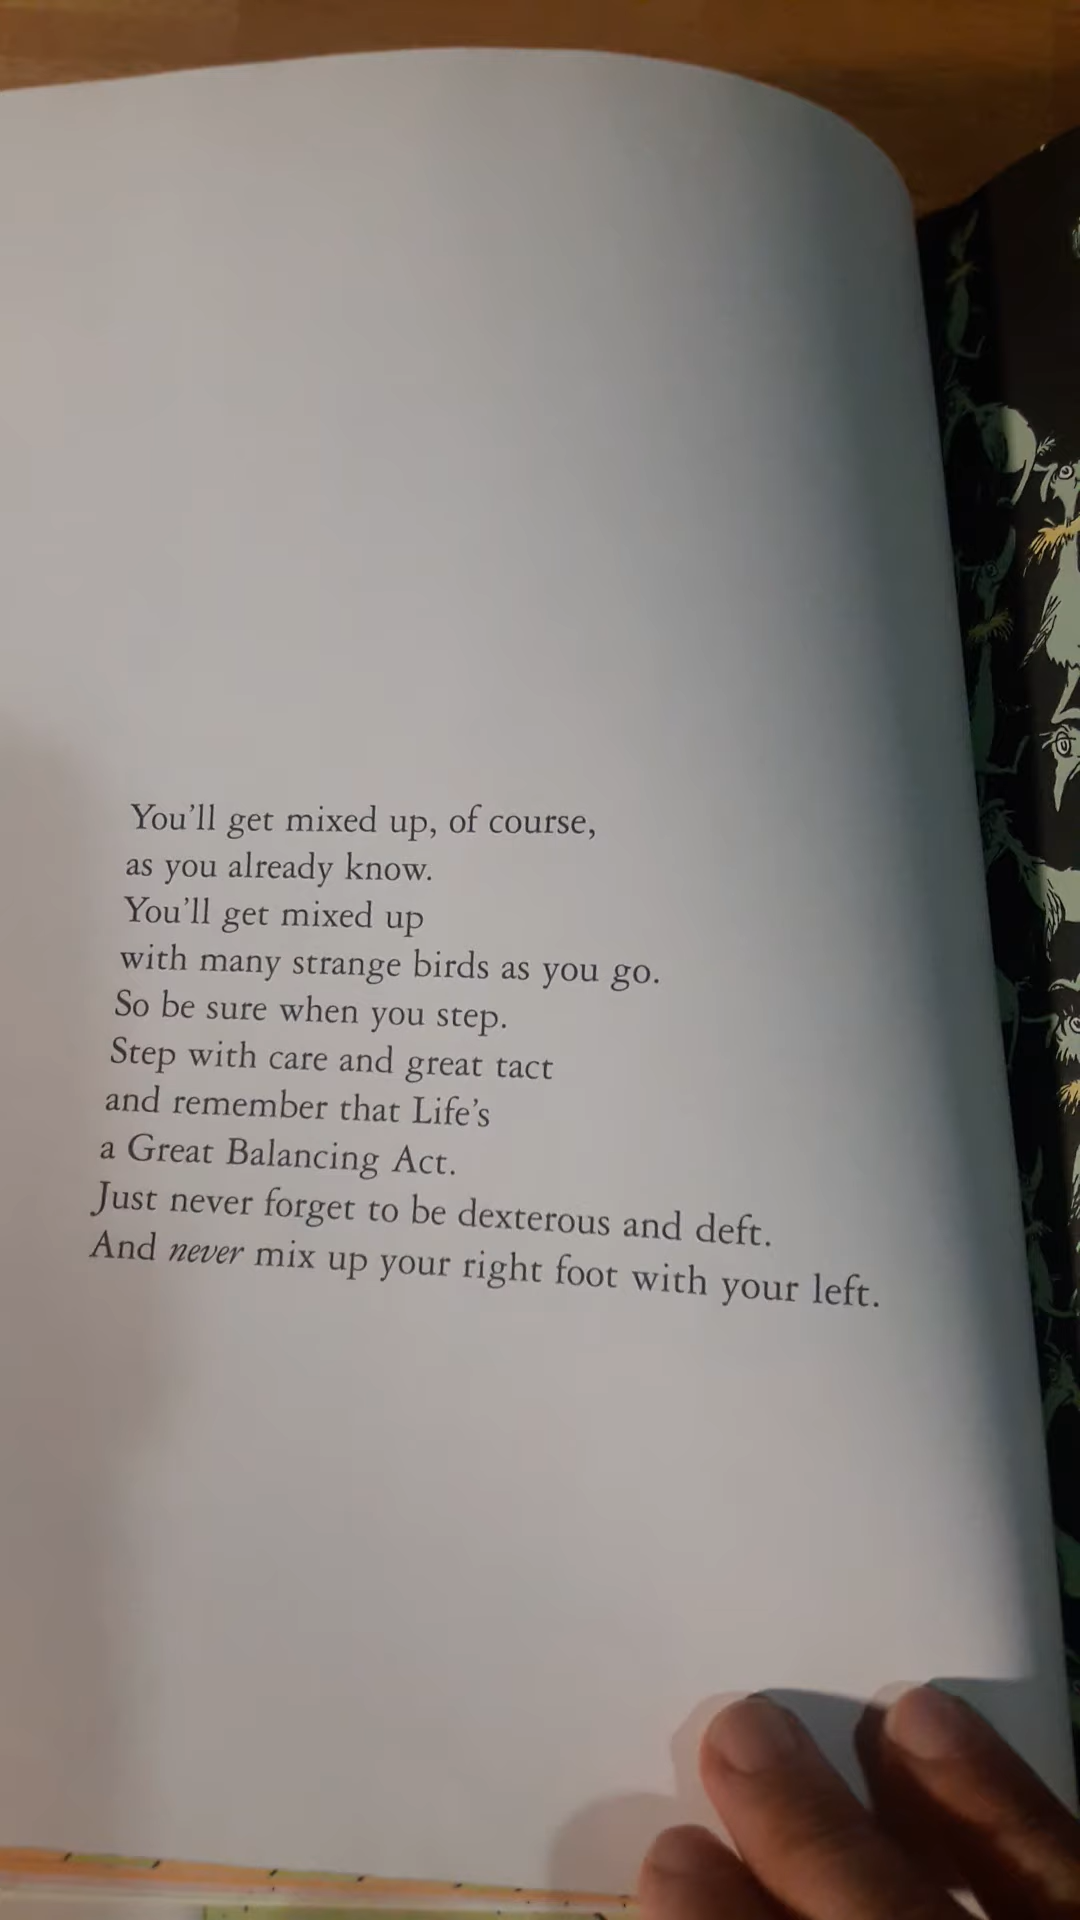 You'll get mixed up, of course,
as you already know.
You'll get mixed up
with many strange birds as you go.
So be sure when you step.
Step with care and great tact
and remember that Life's
a Great Balancing Act.
Just never forget to be dexterous and deft.
And never mix up your right foot with your left.